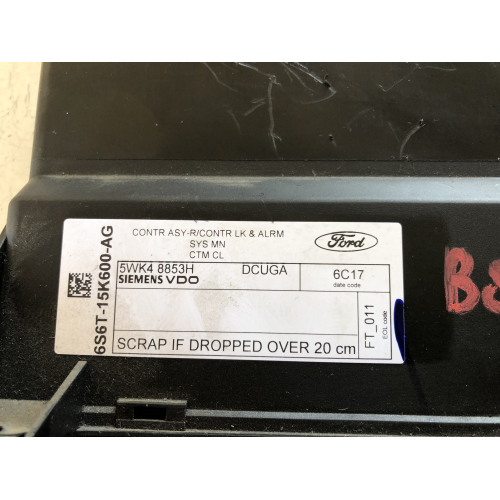 CONTR ASY-R/CONTR LK & ALRM
SYS MN
CTM CL
Ford
6S6T-15K600-AG
5WK4 8853H DCUGA
SIEMENS VDO
6C17
date code
FT_011
EOL code
SCRAP IF DROPPED OVER 20 cm